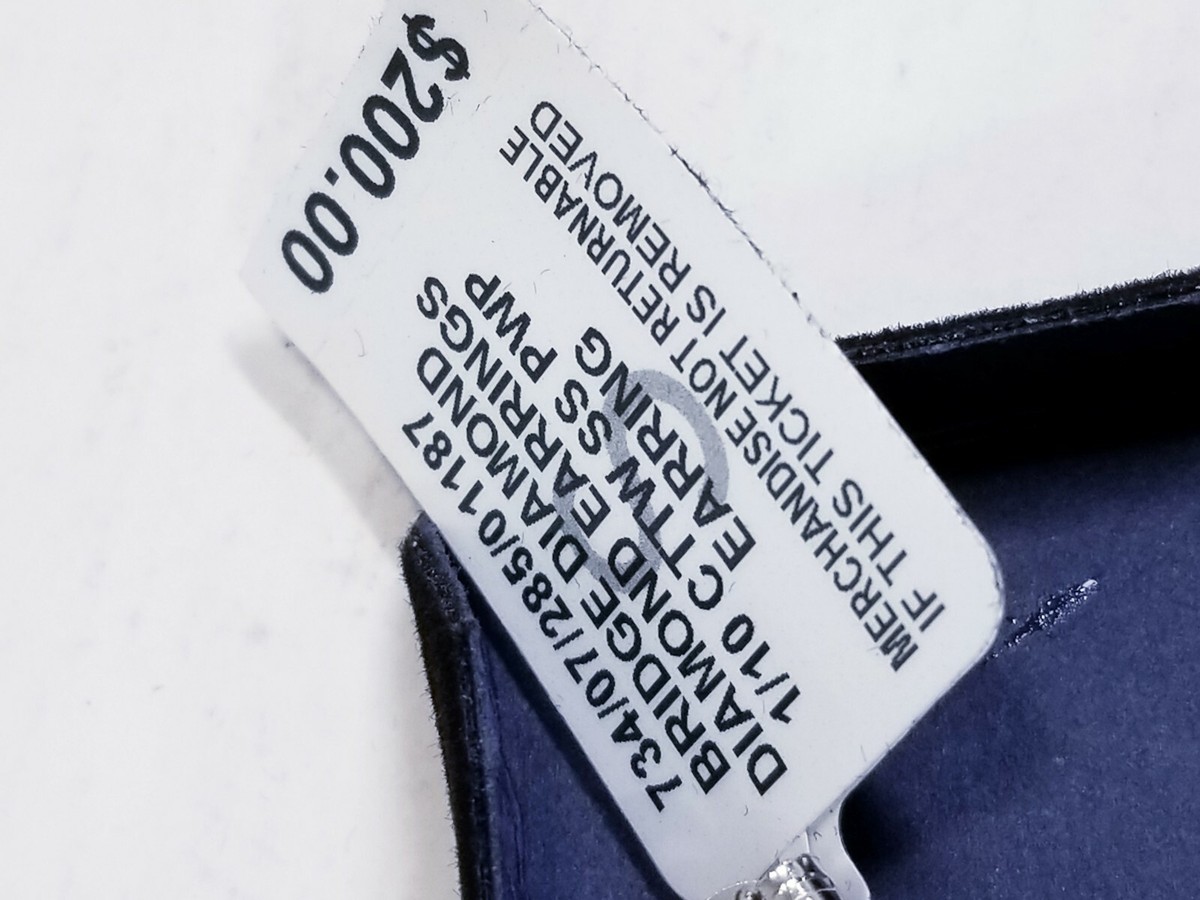 734/07/285/01187
BRIDGE DIAMOND
DIAMOND EARRINGS
1/10 CTTW SS PWP
EARRING
MERCHANDISE NOT RETURNABLE
IF THIS TICKET IS REMOVED
$200.00